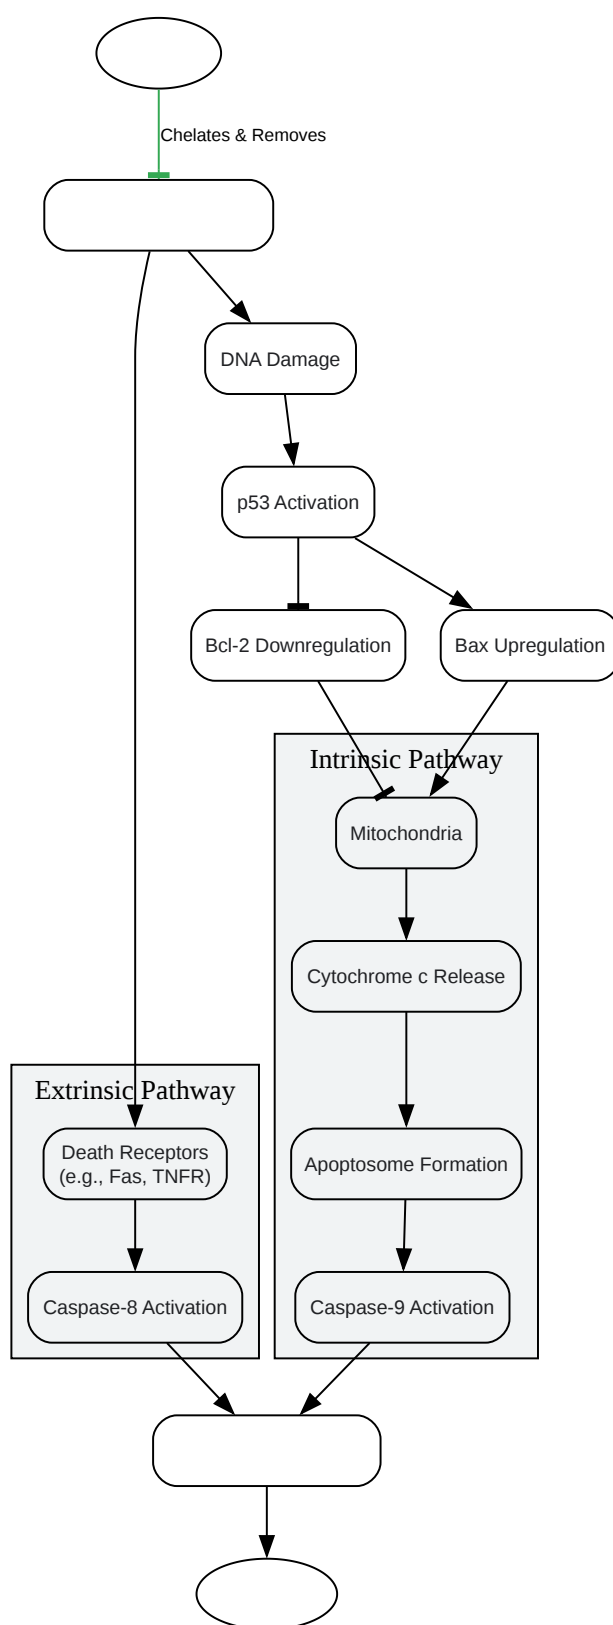 Chelates & Removes
DNA Damage
p53 Activation
Bcl-2 Downregulation
Bax Upregulation
Intrinsic Pathway
Mitochondria
Cytochrome c Release
Extrinsic Pathway
Death Receptors
(e.g., Fas, TNFR)
Apoptosome Formation
Caspase-8 Activation
Caspase-9 Activation